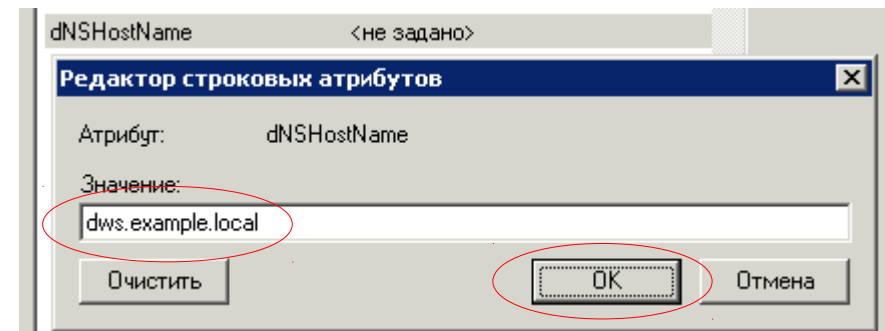 dNSHostName <не задано>
Редактор строковых атрибутов
Атрибут: dNSHostName
Значение:
dws.example.local
Очистить OK Отмена